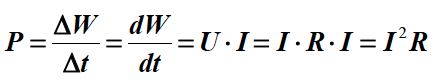 P = ΔW/Δt = dW/dt = U · I = I · R · I = I²R